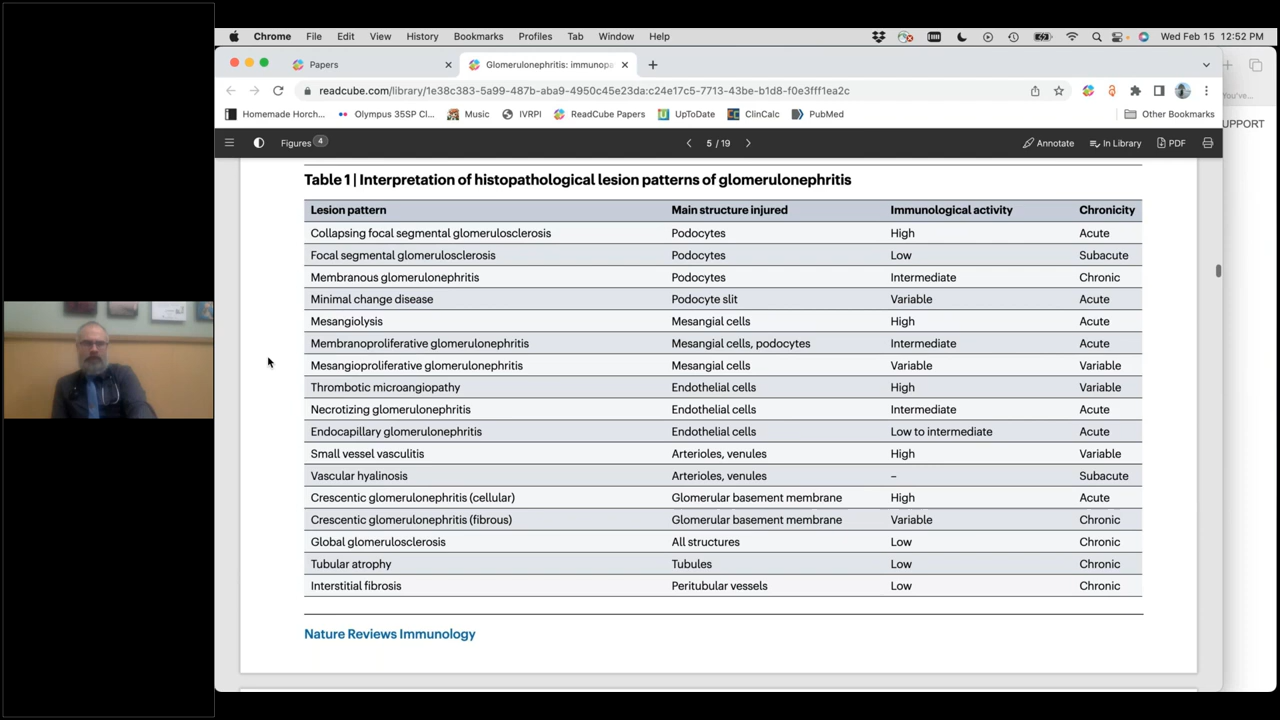 Chrome File Edit View History Bookmarks Profiles Tab Window Help Wed Feb 15 12:52 PM
Papers Glomerulonephritis: immunop
You've...
readcube.com/library/1e38c383-5a99-487b-aba9-4950c45e23da:c24e17c5-7713-43be-b1d8-f0e3fff1ea2c
Homemade Horch... Olympus 35SP Cl... Music IVRPI ReadCube Papers UpToDate ClinCalc PubMed Other Bookmarks
UPPORT
Figures 4 5 / 19 Annotate In Library PDF
Table 1 | Interpretation of histopathological lesion patterns of glomerulonephritis
Lesion pattern Main structure injured Immunological activity Chronicity
Collapsing focal segmental glomerulosclerosis Podocytes High Acute
Focal segmental glomerulosclerosis Podocytes Low Subacute
Membranous glomerulonephritis Podocytes Intermediate Chronic
Minimal change disease Podocyte slit Variable Acute
Mesangiolysis Mesangial cells High Acute
Membranoproliferative glomerulonephritis Mesangial cells, podocytes Intermediate Acute
Mesangioproliferative glomerulonephritis Mesangial cells Variable Variable
Thrombotic microangiopathy Endothelial cells High Variable
Necrotizing glomerulonephritis Endothelial cells Intermediate Acute
Endocapillary glomerulonephritis Endothelial cells Low to intermediate Acute
Small vessel vasculitis Arterioles, venules High Variable
Vascular hyalinosis Arterioles, venules – Subacute
Crescentic glomerulonephritis (cellular) Glomerular basement membrane High Acute
Crescentic glomerulonephritis (fibrous) Glomerular basement membrane Variable Chronic
Global glomerulosclerosis All structures Low Chronic
Tubular atrophy Tubules Low Chronic
Interstitial fibrosis Peritubular vessels Low Chronic
Nature Reviews Immunology